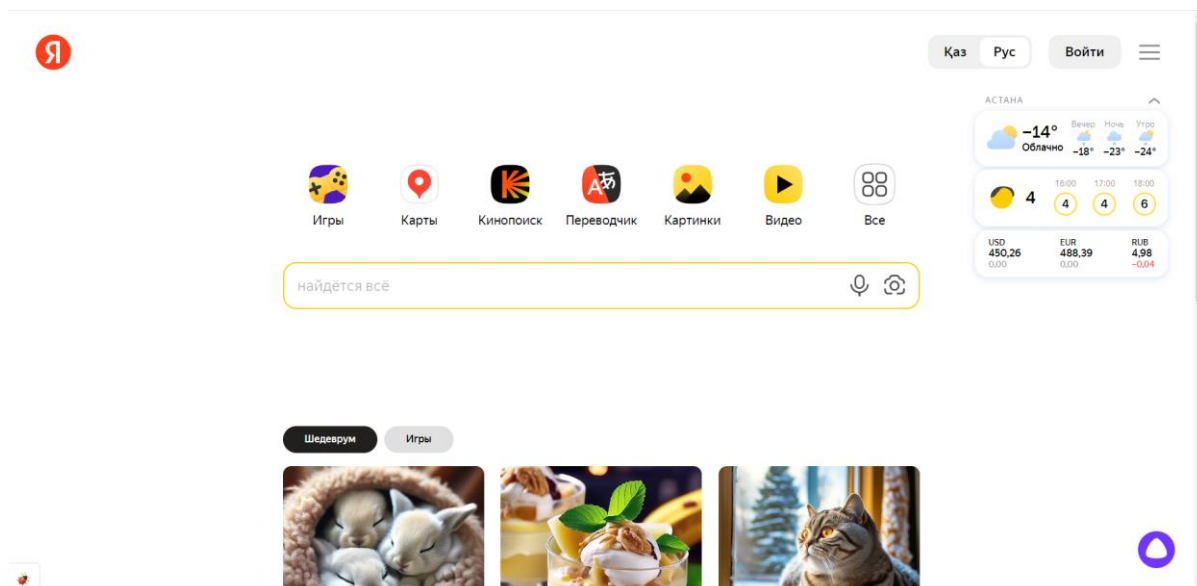 Я
Қаз Рус Войти
АСТАНА
−14°
Облачно
Вечер Ночь Утро
−18° −23° −24°
4
16:00 17:00 18:00
4 4 6
USD EUR RUB
450,26 488,39 4,98
0,00 0,00 −0,04
Aあ
Игры Карты Кинопоиск Переводчик Картинки Видео Все
найдётся всё
Шедеврум Игры